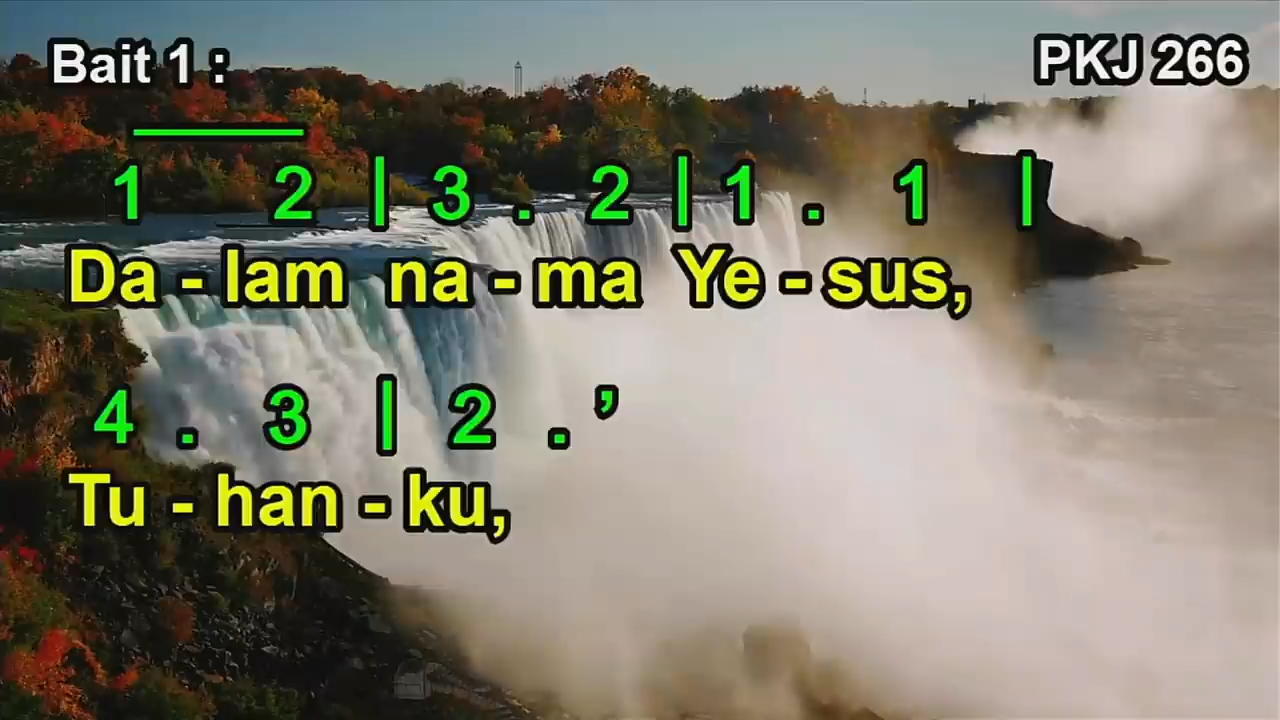 Bait 1 : PKJ 266
1 2 | 3 . 2 | 1 . 1 |
Da - lam na - ma Ye - sus,
4 . 3 | 2 . ’
Tu - han - ku,